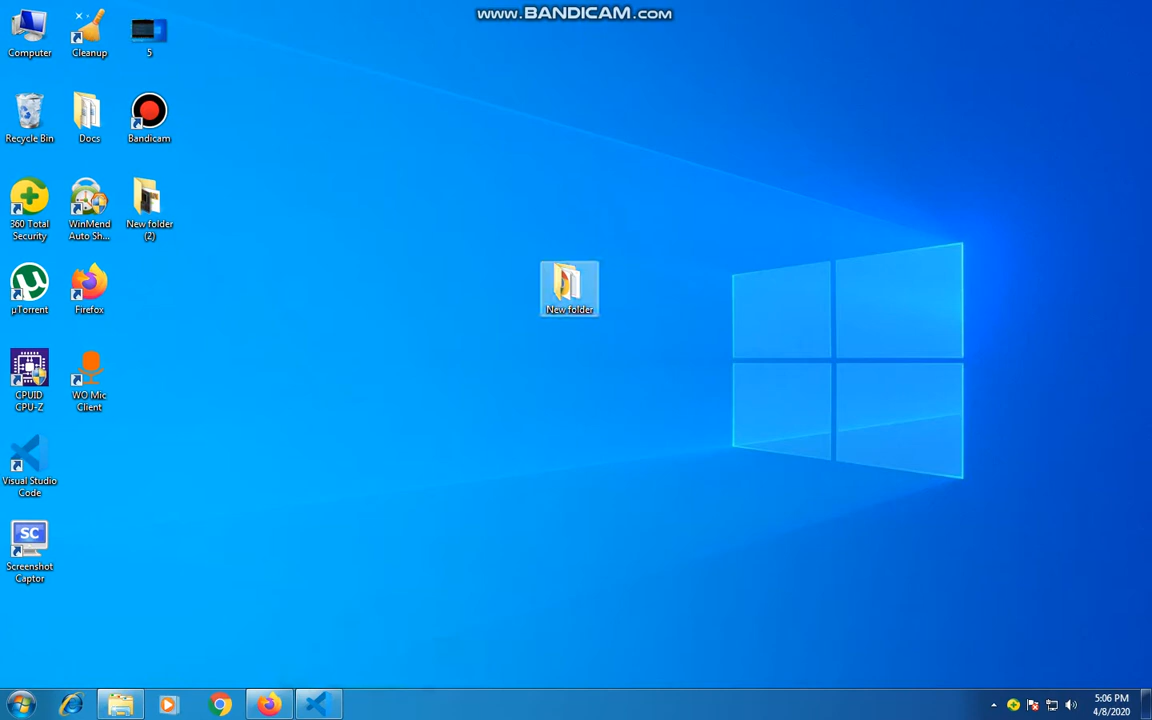 www.BANDICAM.com
Computer
Cleanup
5
Recycle Bin
Docs
Bandicam
360 Total
Security
WinMend
Auto Sh...
New folder
(2)
µTorrent
Firefox
New folder
CPUID
CPU-Z
WO Mic
Client
Visual Studio
Code
SC
Screenshot
Captor
5:06 PM
4/8/2020